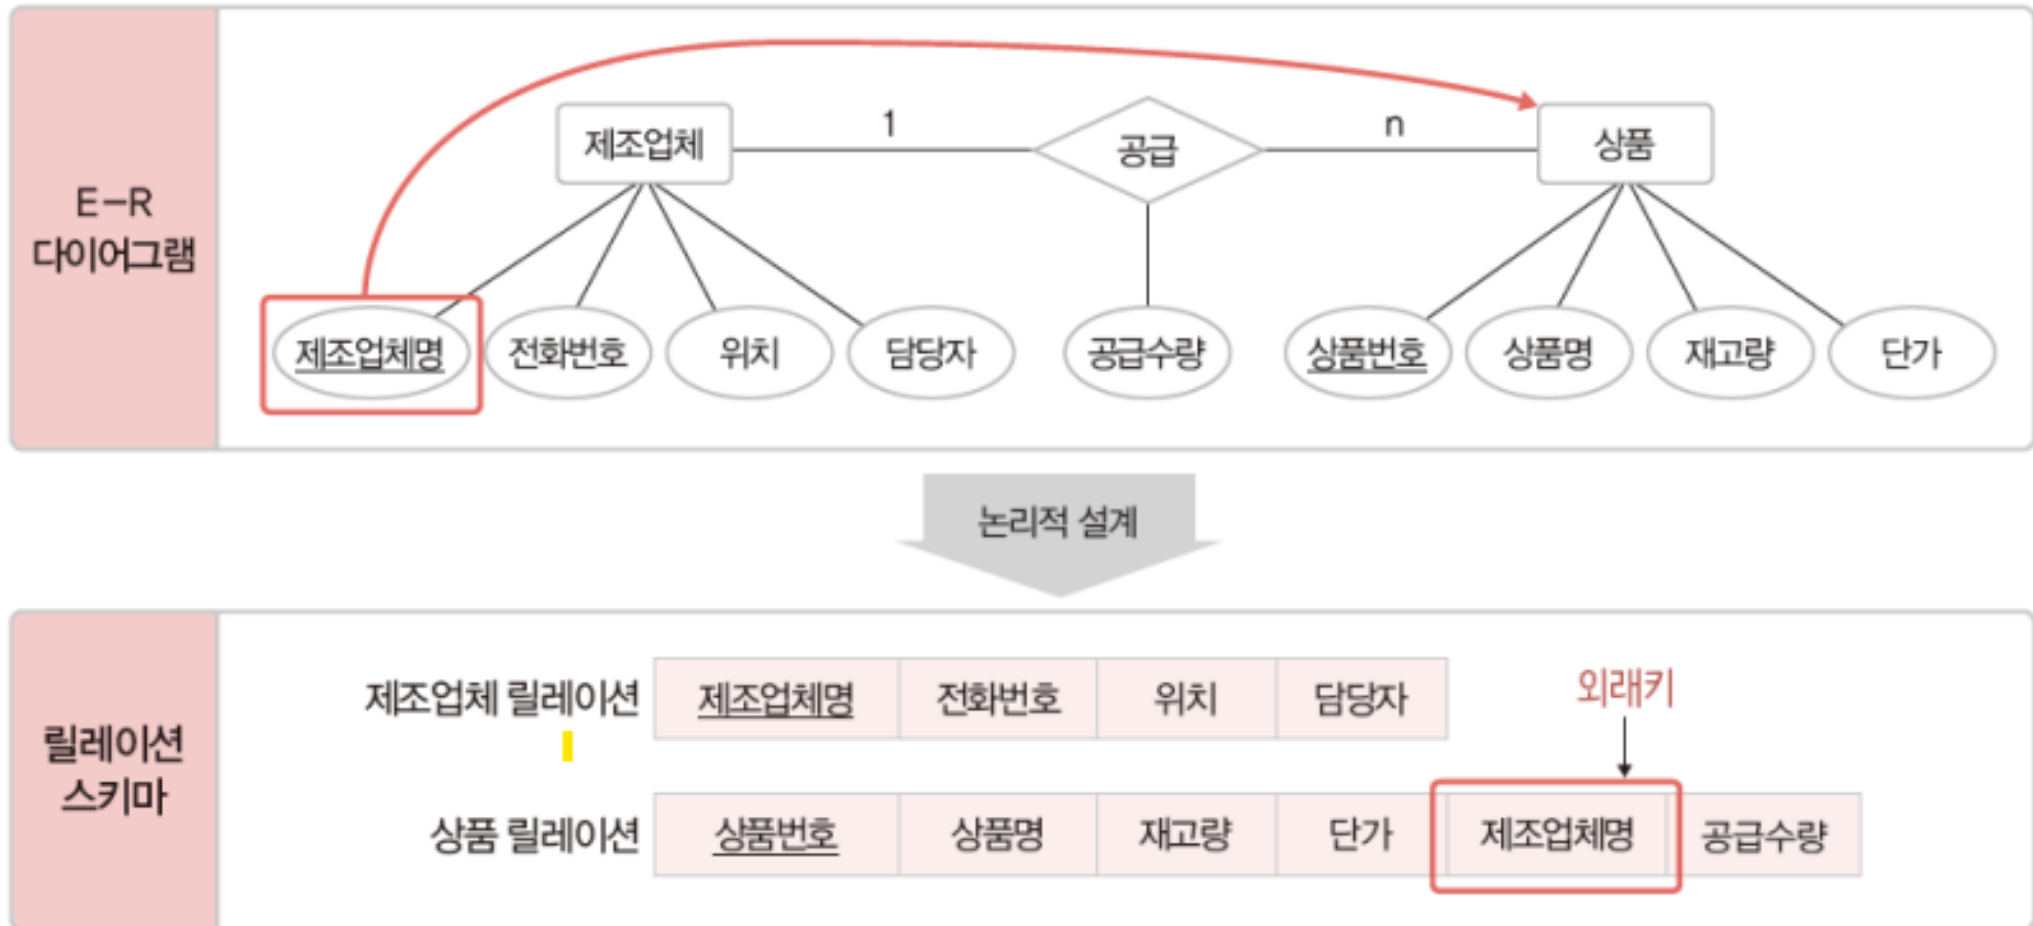 E-R
다이어그램
제조업체
1
공급
n
상품
제조업체명
전화번호
위치
담당자
공급수량
상품번호
상품명
재고량
단가
논리적 설계
릴레이션
스키마
제조업체 릴레이션
제조업체명
전화번호
위치
담당자
외래키
상품 릴레이션
상품번호
상품명
재고량
단가
제조업체명
공급수량